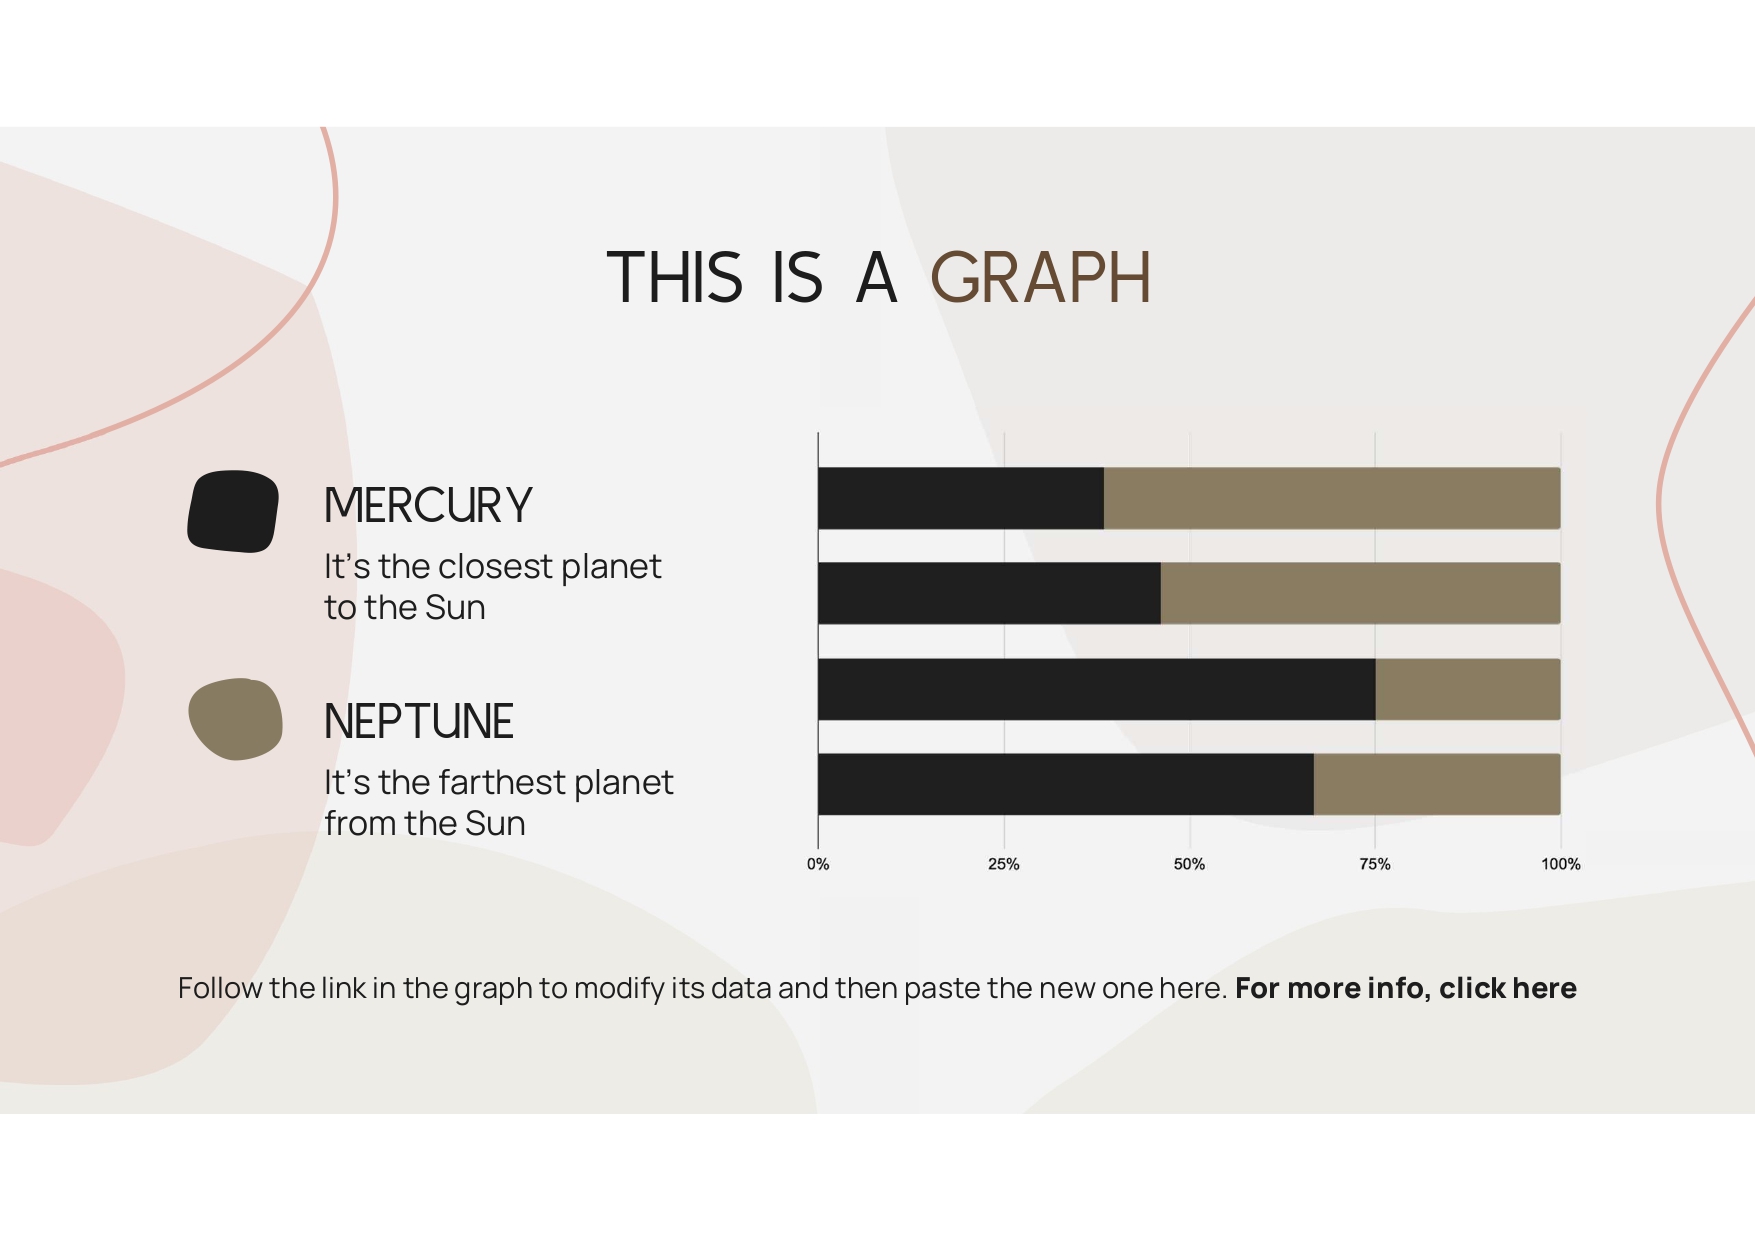 THIS IS A GRAPH
MERCURY
It’s the closest planet
to the Sun
NEPTUNE
It’s the farthest planet
from the Sun
0% 25% 50% 75% 100%
Follow the link in the graph to modify its data and then paste the new one here. For more info, click here